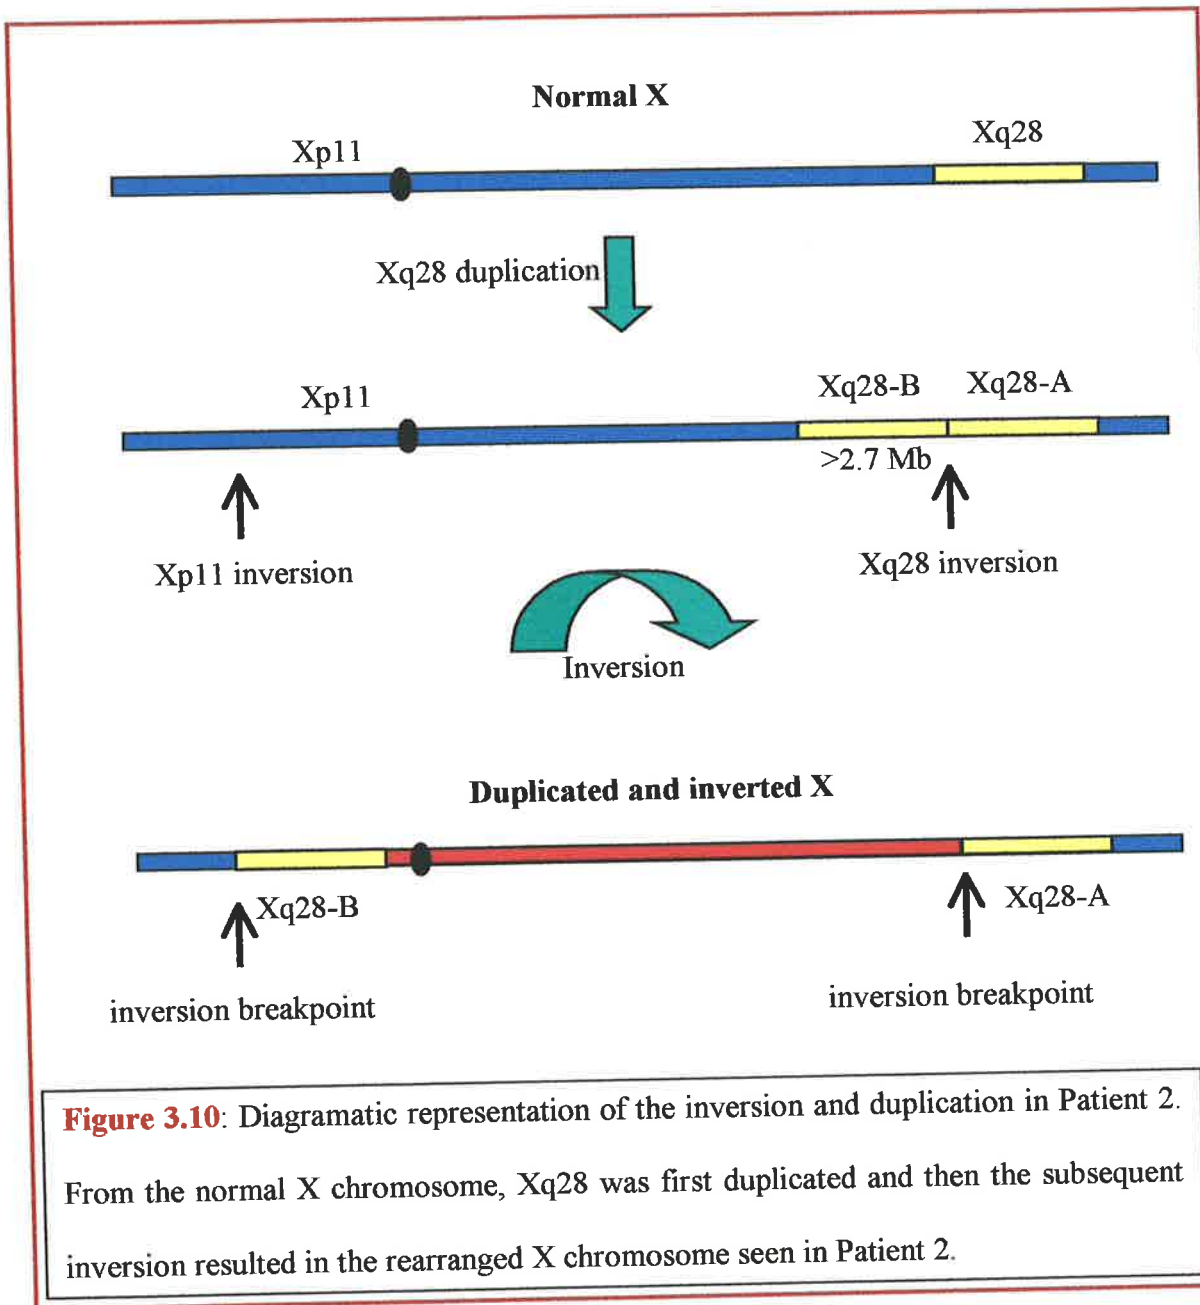 Normal X
Xp11
Xq28
Xq28 duplication
Xp11
Xq28-B
Xq28-A
>2.7 Mb
Xp11 inversion
Xq28 inversion
Inversion
Duplicated and inverted X
Xq28-B
Xq28-A
inversion breakpoint
inversion breakpoint
Figure 3.10: Diagramatic representation of the inversion and duplication in Patient 2.
From the normal X chromosome, Xq28 was first duplicated and then the subsequent
inversion resulted in the rearranged X chromosome seen in Patient 2.